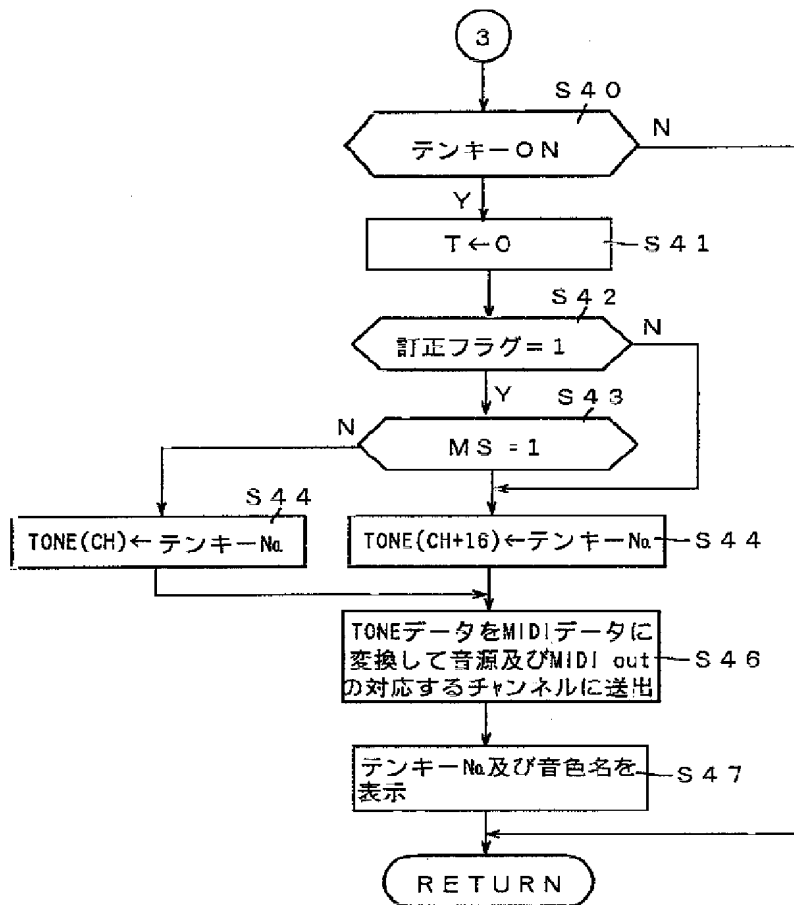 3
S40
テンキーON
N
Y
T←0
S41
S42
訂正フラグ=1
N
Y
S43
MS=1
N
S44
TONE(CH)←テンキーNo.
TONE(CH+16)←テンキーNo.
S44
TONEデータをMIDIデータに
変換して音源及びMIDI out
の対応するチャンネルに送出
S46
テンキーNo.及び音色名を
表示
S47
RETURN